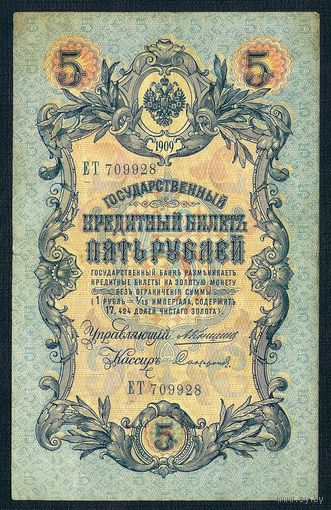 5 5
1909
ЕТ 709928
ГОСУДАРСТВЕННЫЙ
КРЕДИТНЫЙ БИЛЕТЪ
ПЯТЬ РУБЛЕЙ
ГОСУДАРСТВЕННЫЙ БАНКЪ РАЗМѢНИВАЕТЪ
КРЕДИТНЫЕ БИЛЕТЫ НА ЗОЛОТУЮ МОНЕТУ
БЕЗЪ ОГРАНИЧЕНІЯ СУММЫ
(1 РУБЛЬ = 1/15 ИМПЕРІАЛА, СОДЕРЖИТЪ
17,424 ДОЛЕЙ ЧИСТАГО ЗОЛОТА).
Управляющій
Кассиръ
ЕТ 709928
5